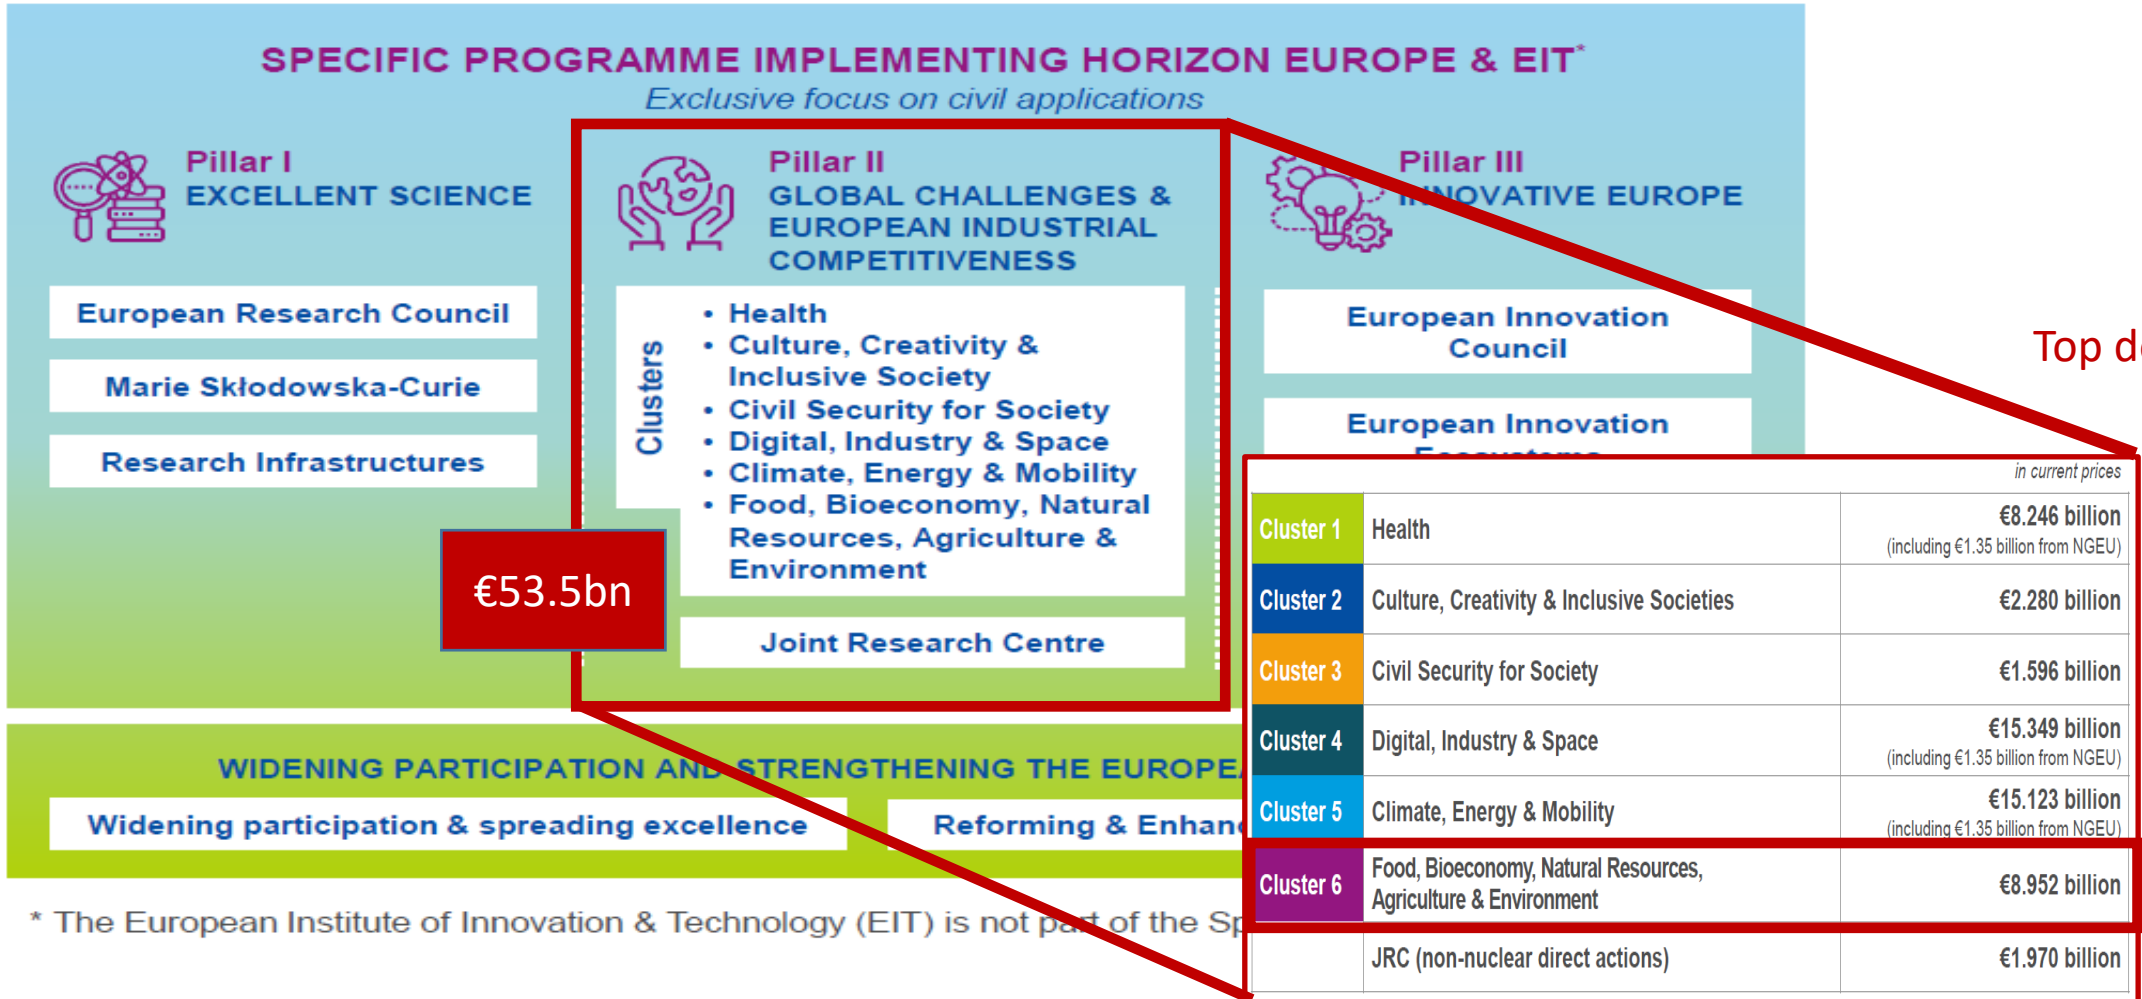 SPECIFIC PROGRAMME IMPLEMENTING HORIZON EUROPE & EIT*
Exclusive focus on civil applications
Pillar I
EXCELLENT SCIENCE
European Research Council
Marie Skłodowska-Curie
Research Infrastructures
Pillar II
GLOBAL CHALLENGES &
EUROPEAN INDUSTRIAL
COMPETITIVENESS
Clusters
• Health
• Culture, Creativity &
Inclusive Society
• Civil Security for Society
• Digital, Industry & Space
• Climate, Energy & Mobility
• Food, Bioeconomy, Natural
Resources, Agriculture &
Environment
Joint Research Centre
€53.5bn
Pillar III
INNOVATIVE EUROPE
European Innovation
Council
European Innovation
Top
in current prices
Cluster 1 Health €8.246 billion
(including €1.35 billion from NGEU)
Cluster 2 Culture, Creativity & Inclusive Societies €2.280 billion
Cluster 3 Civil Security for Society €1.596 billion
Cluster 4 Digital, Industry & Space €15.349 billion
(including €1.35 billion from NGEU)
Cluster 5 Climate, Energy & Mobility €15.123 billion
(including €1.35 billion from NGEU)
Cluster 6 Food, Bioeconomy, Natural Resources,
Agriculture & Environment €8.952 billion
JRC (non-nuclear direct actions) €1.970 billion
WIDENING PARTICIPATION AND STRENGTHENING THE
Widening participation & spreading excellence
Reforming &
* The European Institute of Innovation & Technology (EIT) is not part of the